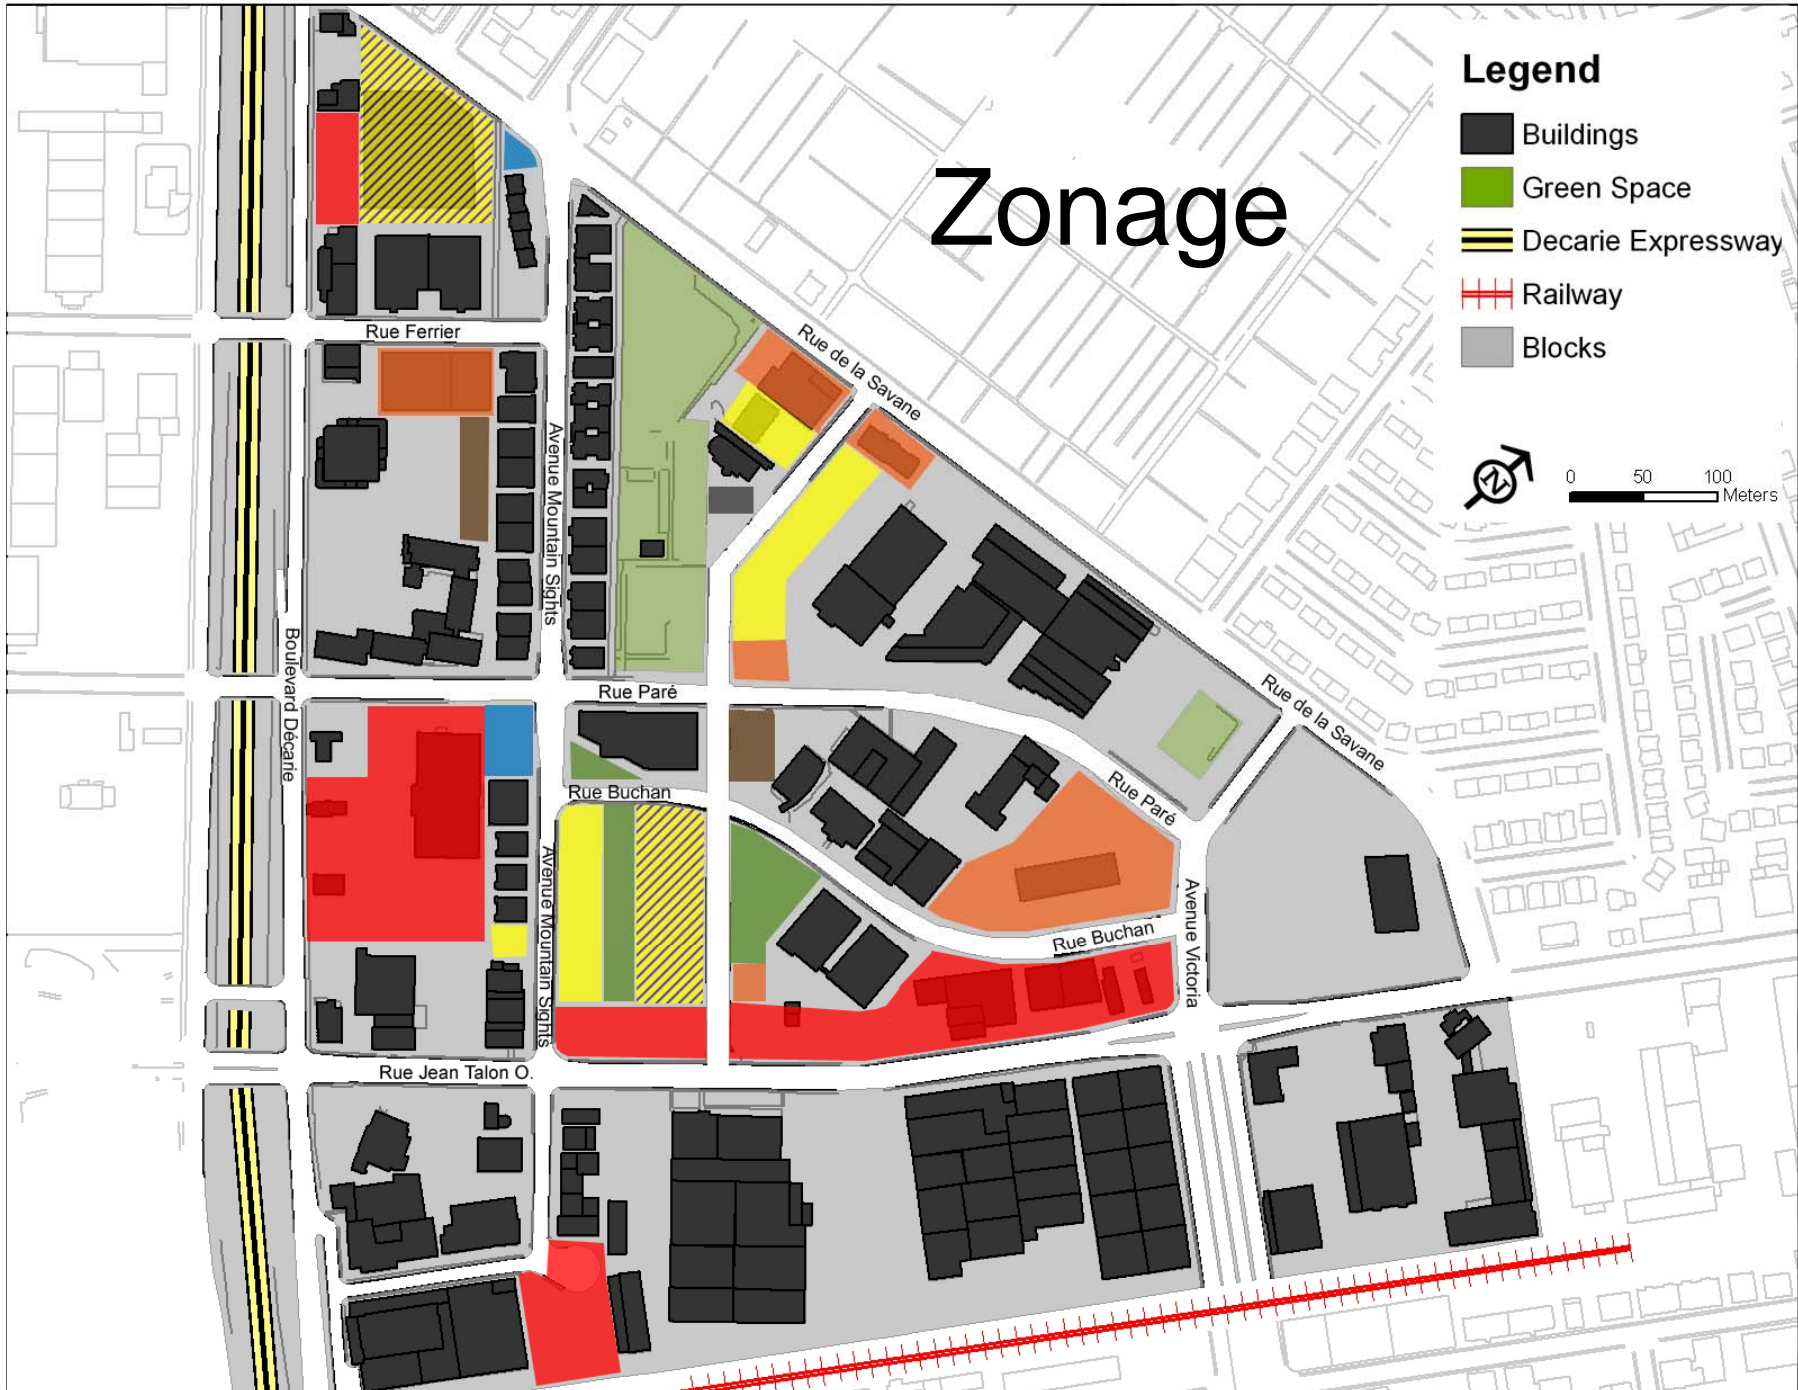 Zonage
Legend
Buildings
Green Space
Decarie Expressway
Railway
Blocks
N
0 50 100
Meters
Rue Ferrier
Rue de la Savane
Avenue Mountain Sights
Boulevard Décarie
Rue Paré
Rue de la Savane
Rue Buchan
Rue Paré
Avenue Mountain Sights
Avenue Victoria
Rue Buchan
Rue Jean Talon O.